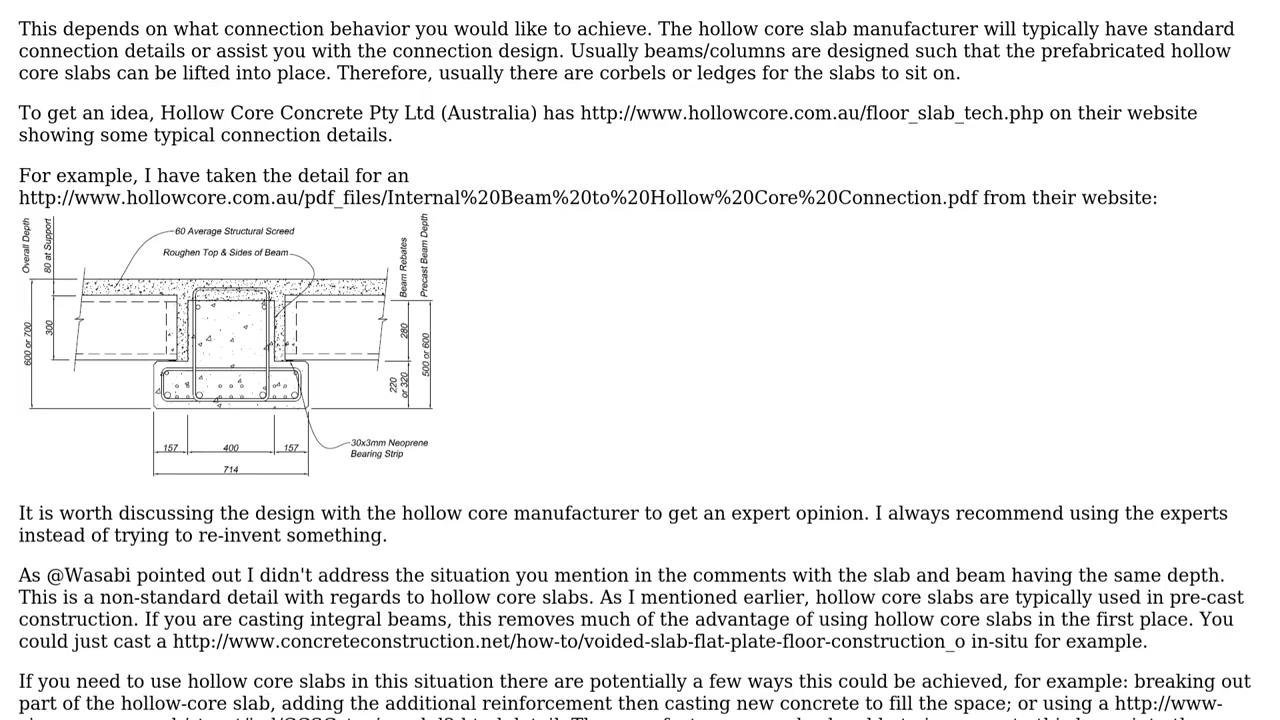 This depends on what connection behavior you would like to achieve. The hollow core slab manufacturer will typically have standard
connection details or assist you with the connection design. Usually beams/columns are designed such that the prefabricated hollow
core slabs can be lifted into place. Therefore, usually there are corbels or ledges for the slabs to sit on.
To get an idea, Hollow Core Concrete Pty Ltd (Australia) has http://www.hollowcore.com.au/floor_slab_tech.php on their website
showing some typical connection details.
For example, I have taken the detail for an
http://www.hollowcore.com.au/pdf_files/Internal%20Beam%20to%20Hollow%20Core%20Connection.pdf from their website:
Overall Depth
80 at Support
60 Average Structural Screed
Roughen Top & Sides of Beam
Beam Rebates
Precast Beam Depth
600 or 700
300
280
500 or 600
220
or 320
157
400
157
714
30x3mm Neoprene
Bearing Strip
It is worth discussing the design with the hollow core manufacturer to get an expert opinion. I always recommend using the experts
instead of trying to re-invent something.
As @Wasabi pointed out I didn't address the situation you mention in the comments with the slab and beam having the same depth.
This is a non-standard detail with regards to hollow core slabs. As I mentioned earlier, hollow core slabs are typically used in pre-cast
construction. If you are casting integral beams, this removes much of the advantage of using hollow core slabs in the first place. You
could just cast a http://www.concreteconstruction.net/how-to/voided-slab-flat-plate-floor-construction_o in-situ for example.
If you need to use hollow core slabs in this situation there are potentially a few ways this could be achieved, for example: breaking out
part of the hollow-core slab, adding the additional reinforcement then casting new concrete to fill the space; or using a http://www-